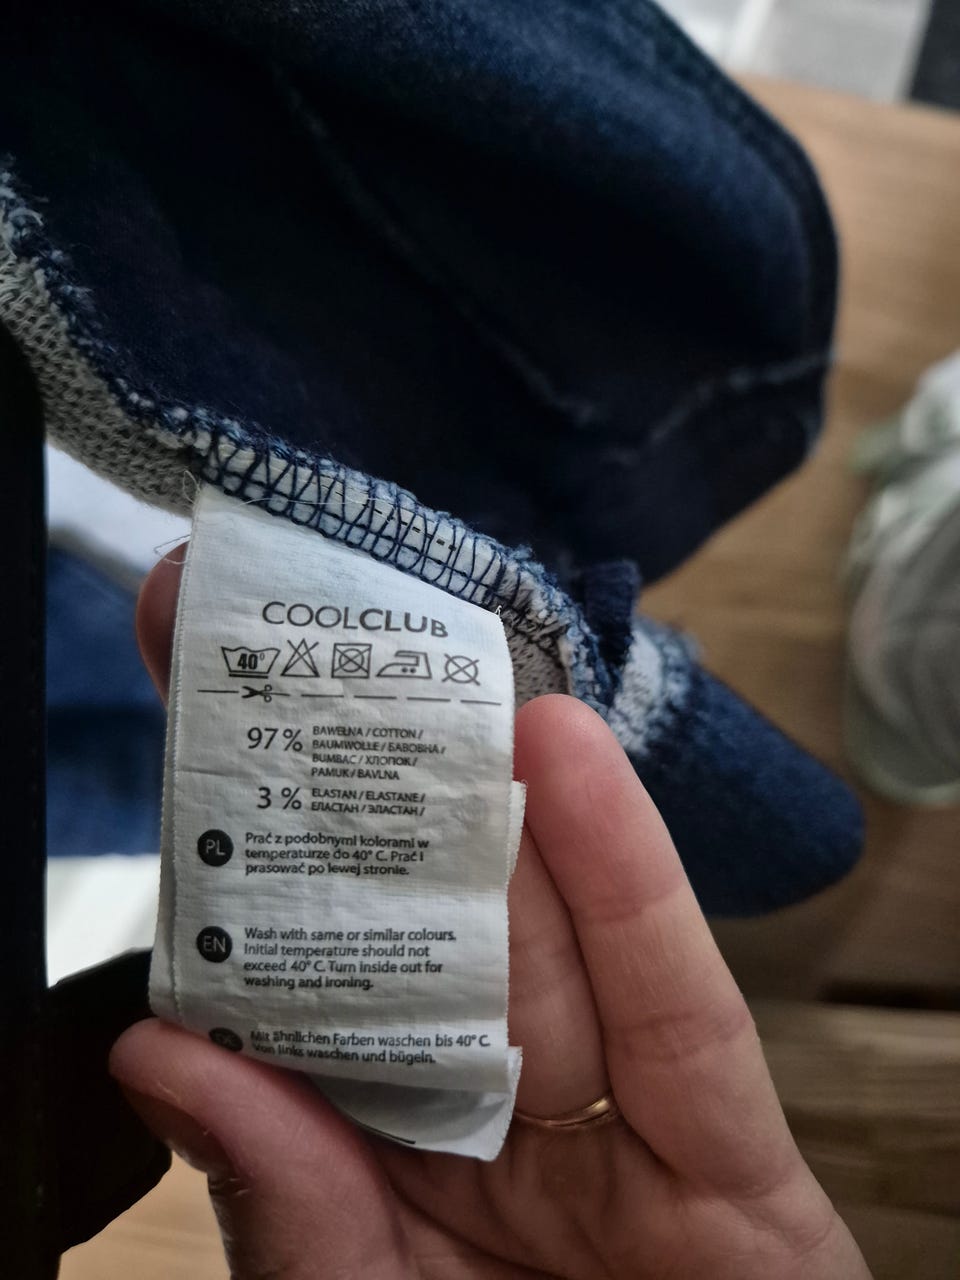 COOLCLUB
40°
97% BAWEŁNA / COTTON /
BAUMWOLLE / БАВОВНА /
BUMBAC / ХЛОПОК /
PAMUK / BAVLNA
3% ELASTAN / ELASTANE /
ЕЛАСТАН / ЭЛАСТАН /
PL Prać z podobnymi kolorami w
temperaturze do 40° C. Prać i
prasować po lewej stronie.
EN Wash with same or similar colours.
Initial temperature should not
exceed 40° C. Turn inside out for
washing and ironing.
DE Mit ähnlichen Farben waschen bis 40° C.
Von links waschen und bügeln.